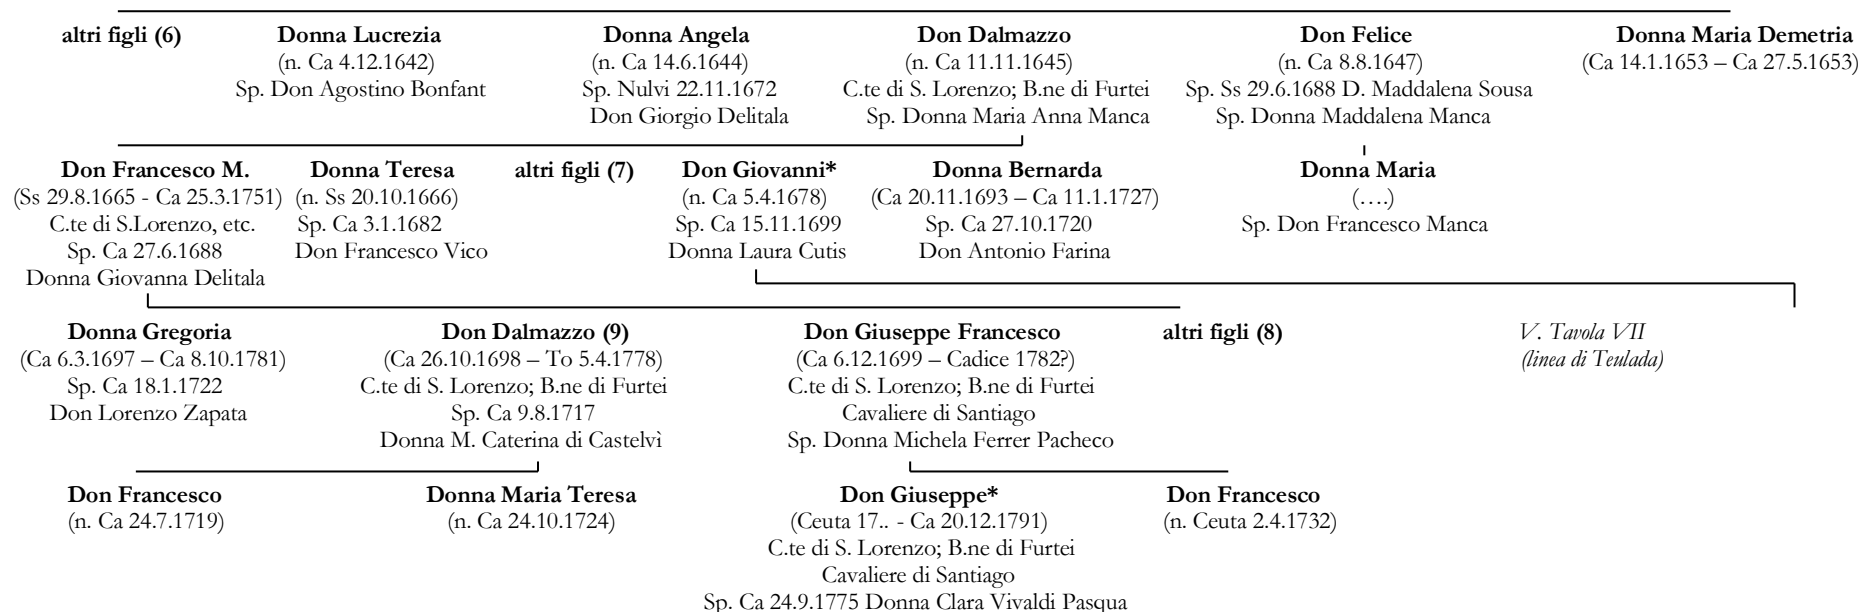 altri figli (6)
Donna Lucrezia
(n. Ca 4.12.1642)
Sp. Don Agostino Bonfant
Donna Angela
(n. Ca 14.6.1644)
Sp. Nulvi 22.11.1672
Don Giorgio Delitala
Don Dalmazzo
(n. Ca 11.11.1645)
C.te di S. Lorenzo; B.ne di Furtei
Sp. Donna Maria Anna Manca
Don Felice
(n. Ca 8.8.1647)
Sp. Ss 29.6.1688 D. Maddalena Sousa
Sp. Donna Maddalena Manca
Donna Maria Demetria
(Ca 14.1.1653 – Ca 27.5.1653)
Don Francesco M.
(Ss 29.8.1665 - Ca 25.3.1751)
C.te di S.Lorenzo, etc.
Sp. Ca 27.6.1688
Donna Giovanna Delitala
Donna Teresa
(n. Ss 20.10.1666)
Sp. Ca 3.1.1682
Don Francesco Vico
altri figli (7)
Don Giovanni*
(n. Ca 5.4.1678)
Sp. Ca 15.11.1699
Donna Laura Cutis
Donna Bernarda
(Ca 20.11.1693 – Ca 11.1.1727)
Sp. Ca 27.10.1720
Don Antonio Farina
Donna Maria
(….)
Sp. Don Francesco Manca
Donna Gregoria
(Ca 6.3.1697 – Ca 8.10.1781)
Sp. Ca 18.1.1722
Don Lorenzo Zapata
Don Dalmazzo (9)
(Ca 26.10.1698 – To 5.4.1778)
C.te di S. Lorenzo; B.ne di Furtei
Sp. Ca 9.8.1717
Donna M. Caterina di Castelvì
Don Giuseppe Francesco
(Ca 6.12.1699 – Cadice 1782?)
C.te di S. Lorenzo; B.ne di Furtei
Cavaliere di Santiago
Sp. Donna Michela Ferrer Pacheco
altri figli (8)
V. Tavola VII
(linea di Teulada)
Don Francesco
(n. Ca 24.7.1719)
Donna Maria Teresa
(n. Ca 24.10.1724)
Don Giuseppe*
(Ceuta 17.. - Ca 20.12.1791)
C.te di S. Lorenzo; B.ne di Furtei
Cavaliere di Santiago
Sp. Ca 24.9.1775 Donna Clara Vivaldi Pasqua
Don Francesco
(n. Ceuta 2.4.1732)